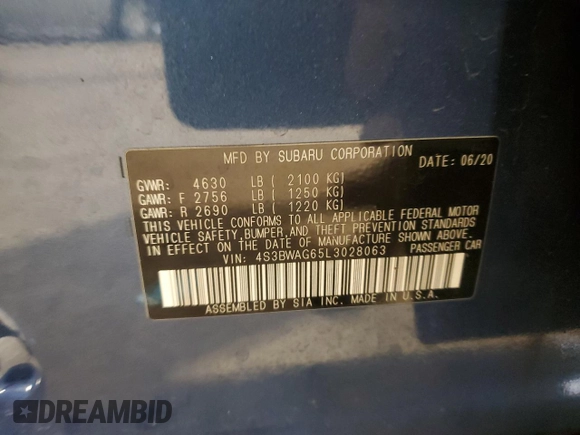 MFD BY SUBARU CORPORATION
DATE: 06/20
GVWR: 4630 LB ( 2100 KG)
GAWR: F 2756 LB ( 1250 KG)
GAWR: R 2690 LB ( 1220 KG)
THIS VEHICLE CONFORMS TO ALL APPLICABLE FEDERAL MOTOR
VEHICLE SAFETY, BUMPER, AND THEFT PREVENTION STANDARDS
IN EFFECT ON THE DATE OF MANUFACTURE SHOWN ABOVE
VIN: 4S3BWAG65L3028063 PASSENGER CAR
ASSEMBLED BY SIA INC. MADE IN U.S.A.
DREAMBID